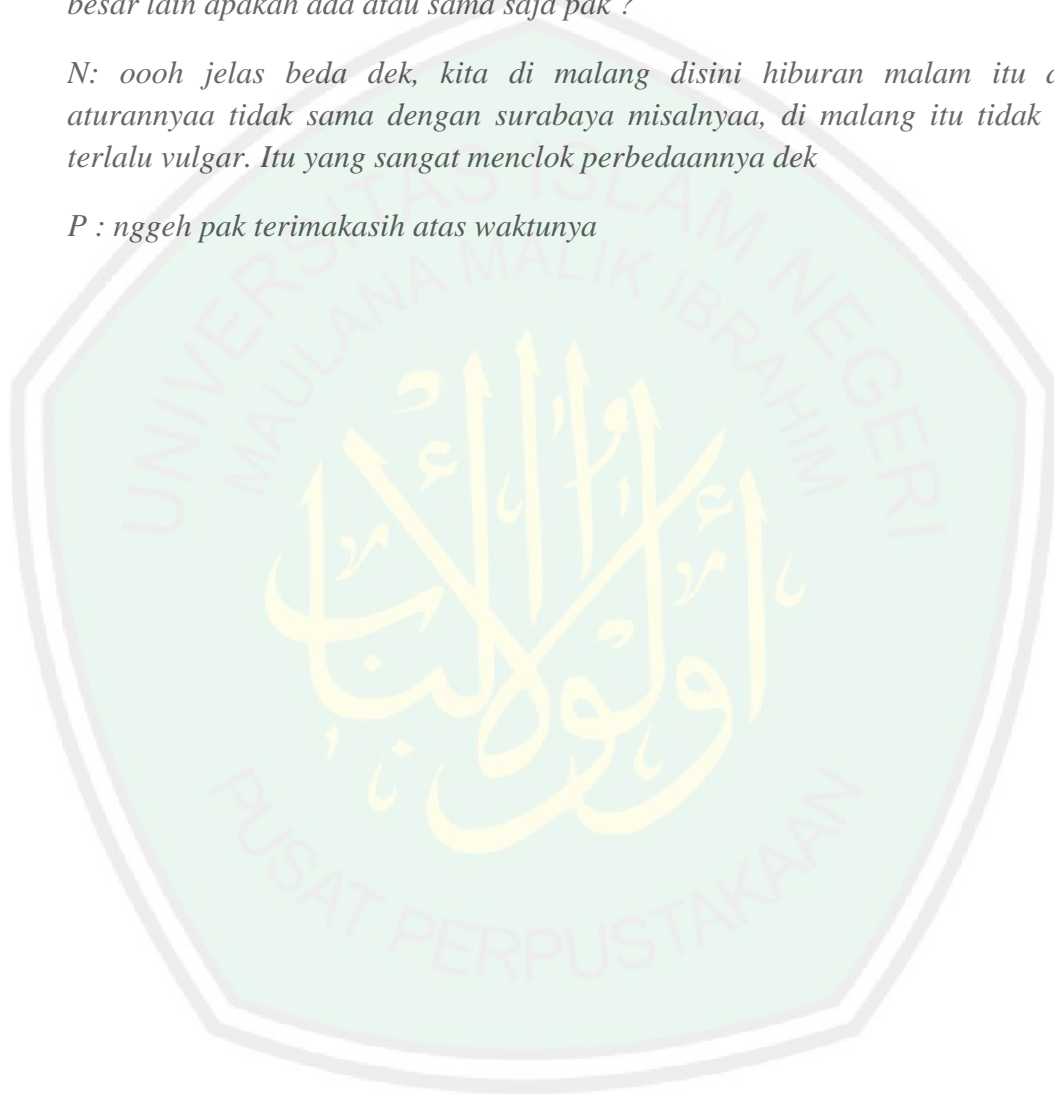 besar lain apakah ada atau sama saja pak ?
N: oooh jelas beda dek, kita di malang disini hiburan malam itu
aturannyaa tidak sama dengan surabaya misalnyaa, di malang itu tidak
terlalu vulgar. Itu yang sangat menclok perbedaannya dek
P : nggeh pak terimakasih atas waktunya
UNIVERSITAS ISLAM NEGERI
MAULANA MALIK IBRAHIM
أولوا الألباب
PUSAT PERPUSTAKAAN